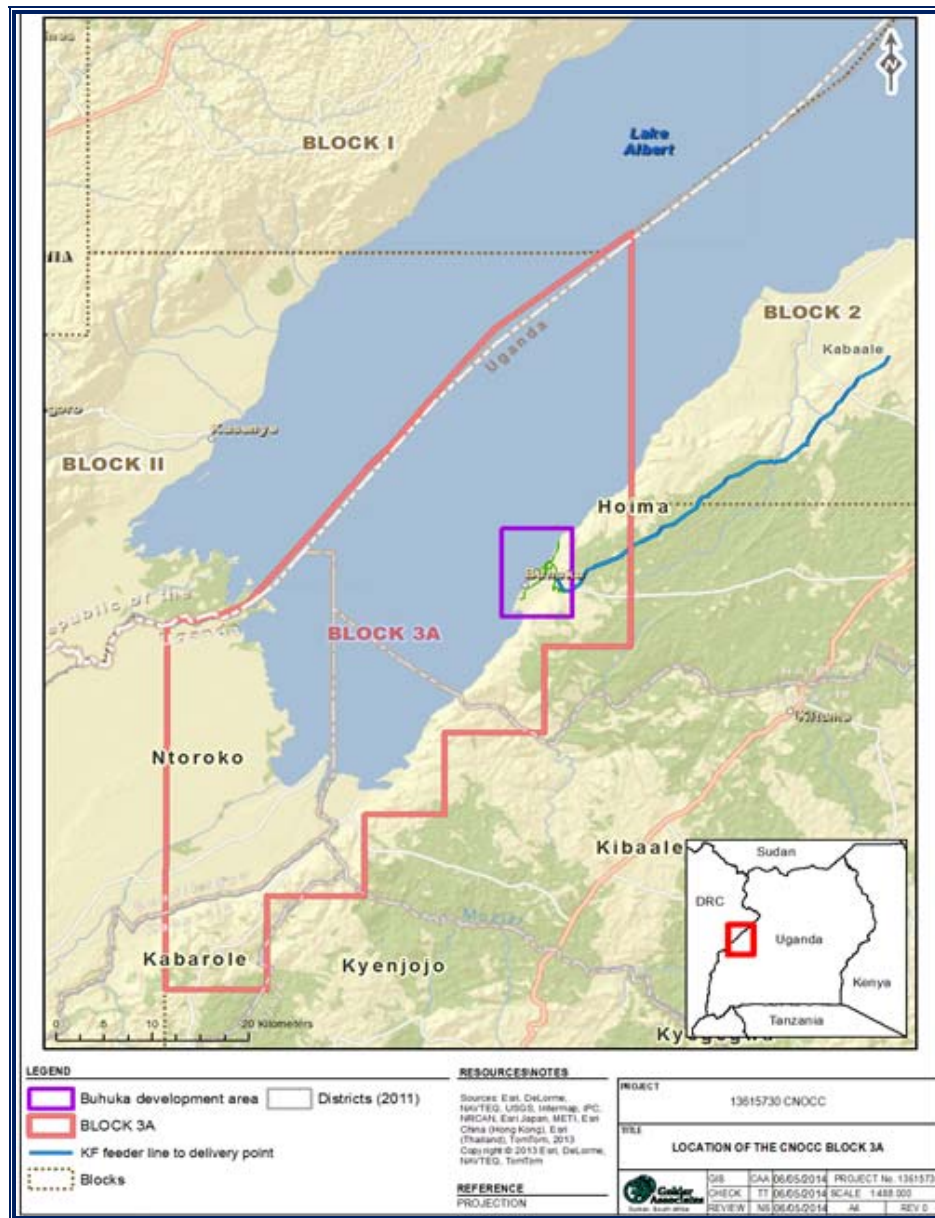 BLOCK I
Lake
Albert
N
BLOCK 2
Uganda
Kabaale
Kasenye
BLOCK II
Hoima
Republic of the
BLOCK 3A
Ntoroko
Kibaale
Kabarole
Kyenjojo
0 10 20 Kilometers
Sudan
DRC
Uganda
Kenya
Tanzania
LEGEND
Buhuka development area
Districts (2011)
BLOCK 3A
KF feeder line to delivery point
Blocks
RESOURCES\NOTES
Sources: Esri, DeLorme,
NAVTEQ, USGS, Intermap, iPC,
NRCAN, Esri Japan, METI, Esri
China (Hong Kong), Esri
(Thailand), TomTom, 2013
Copyright © 2013 Esri, DeLorme,
NAVTEQ, TomTom
REFERENCE
PROJECTION
PROJECT
13615730 CNOCC
TITLE
LOCATION OF THE CNOCC BLOCK 3A
Golder
Associates
GIS CAA 06/05/2014 PROJECT No. 1361573
CHECK TT 06/05/2014 SCALE 1:488 000
REVIEW NS 06/05/2014 A4 REV 0